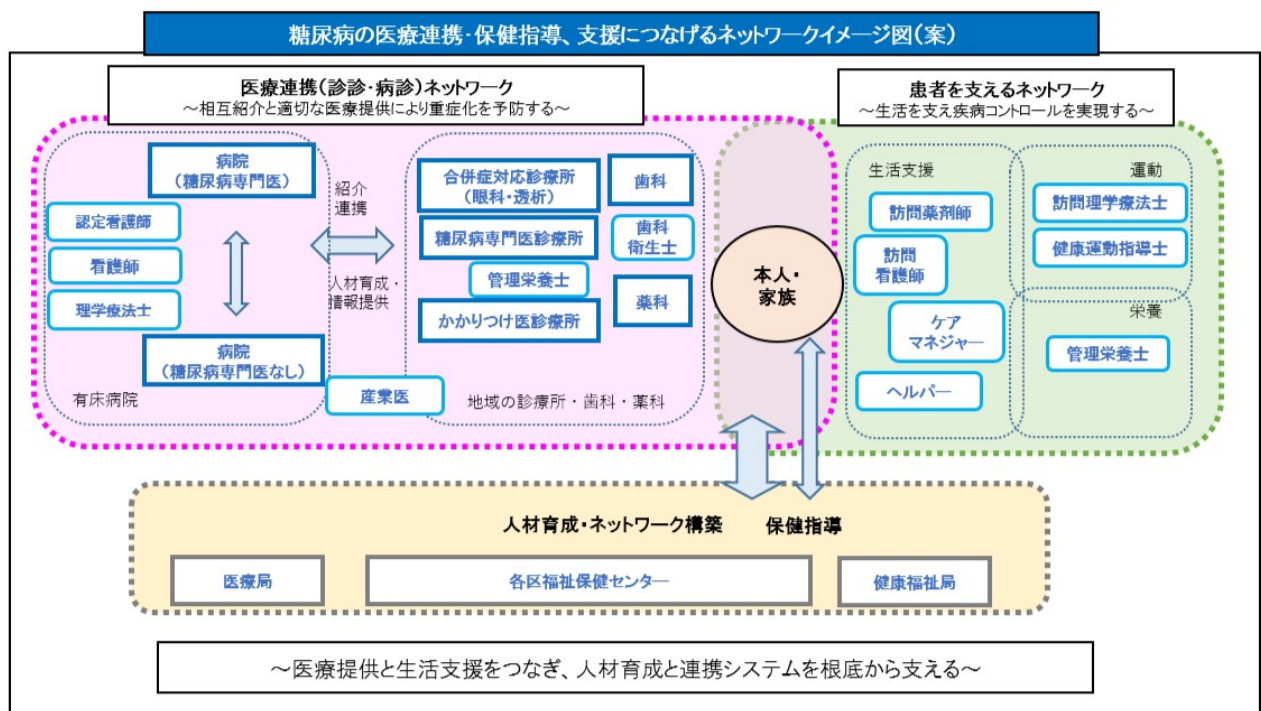 糖尿病の医療連携・保健指導、支援につなげるネットワークイメージ図(案)
医療連携(診診・病診)ネットワーク
~相互紹介と適切な医療提供により重症化を予防する~
患者を支えるネットワーク
~生活を支え疾病コントロールを実現する~
病院
(糖尿病専門医)
認定看護師
看護師
理学療法士
病院
(糖尿病専門医なし)
有床病院
紹介
連携
人材育成・
情報提供
産業医
合併症対応診療所
(眼科・透析)
糖尿病専門医診療所
管理栄養士
かかりつけ医診療所
歯科
歯科
衛生士
薬科
地域の診療所・歯科・薬科
本人・
家族
生活支援
訪問薬剤師
訪問
看護師
ケア
マネジャー
ヘルパー
運動
訪問理学療法士
健康運動指導士
栄養
管理栄養士
人材育成・ネットワーク構築
保健指導
医療局
各区福祉保健センター
健康福祉局
~医療提供と生活支援をつなぎ、人材育成と連携システムを根底から支える~